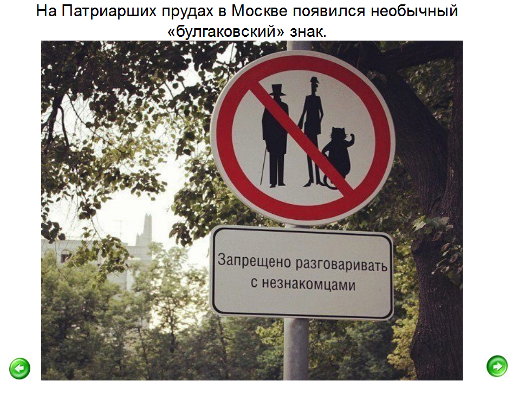 На Патриарших прудах в Москве появился необычный
«булгаковский» знак.
Запрещено разговаривать
с незнакомцами